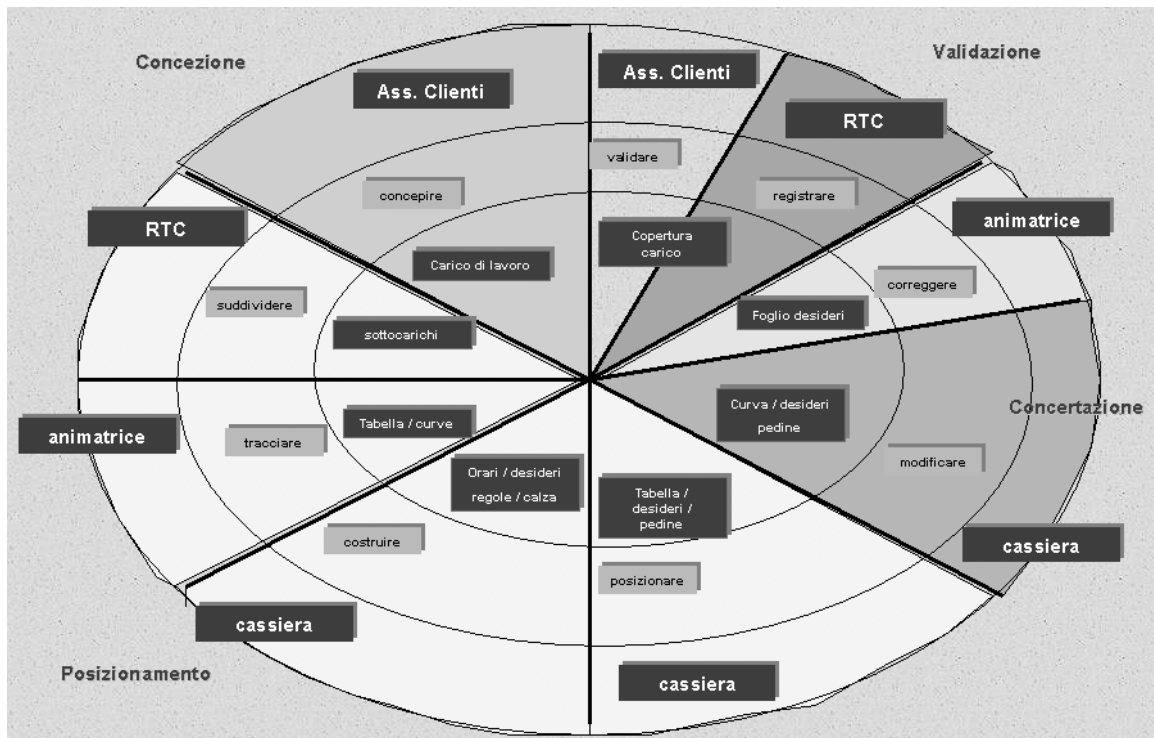 Concezione
Validazione
Ass. Clienti
Ass. Clienti
RTC
validare
concepire
registrare
RTC
animatrice
Copertura
carico
Carico di lavoro
correggere
suddividere
Foglio desideri
sottocarichi
Curva / desideri
pedine
Concertazione
animatrice
tracciare
Tabella / curve
modificare
Orari / desideri
regole / calza
Tabella /
desideri /
pedine
costruire
cassiera
posizionare
cassiera
Posizionamento
cassiera